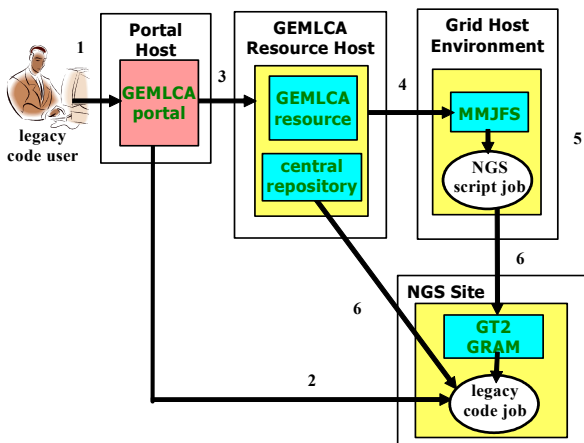 1
legacy
code user
Portal
Host
GEMLCA
portal
3
GEMLCA
Resource Host
GEMLCA
resource
central
repository
4
Grid Host
Environment
MMJFS
NGS
script job
5
6
6
2
NGS Site
GT2
GRAM
legacy
code job